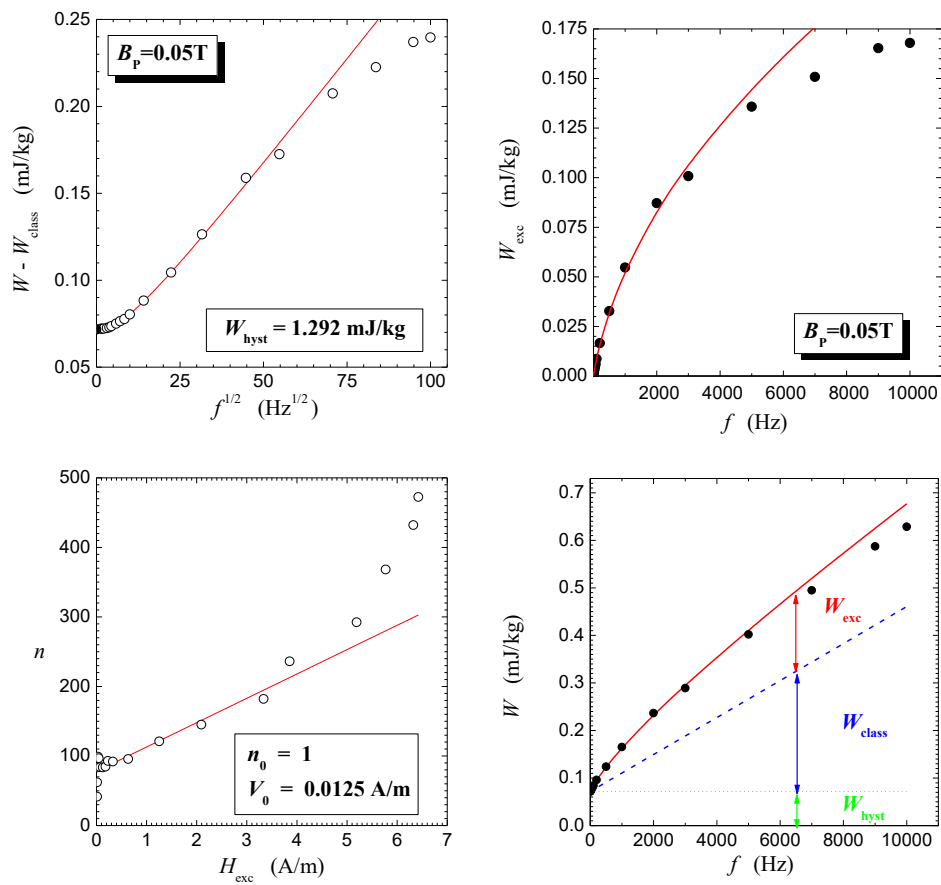 0.25
0.20
0.15
0.10
0.05
W - W_class (mJ/kg)
B_P=0.05T
W_hyst = 1.292 mJ/kg
0 25 50 75 100
f^1/2 (Hz^1/2)
0.175
0.150
0.125
0.100
0.075
0.050
0.025
0.000
W_exc (mJ/kg)
B_P=0.05T
2000 4000 6000 8000 10000
f (Hz)
500
400
300
200
100
0
n
n_0 = 1
V_0 = 0.0125 A/m
0 1 2 3 4 5 6 7
H_exc (A/m)
0.7
0.6
0.5
0.4
0.3
0.2
0.1
0.0
W (mJ/kg)
W_exc
W_class
W_hyst
0 2000 4000 6000 8000 10000
f (Hz)